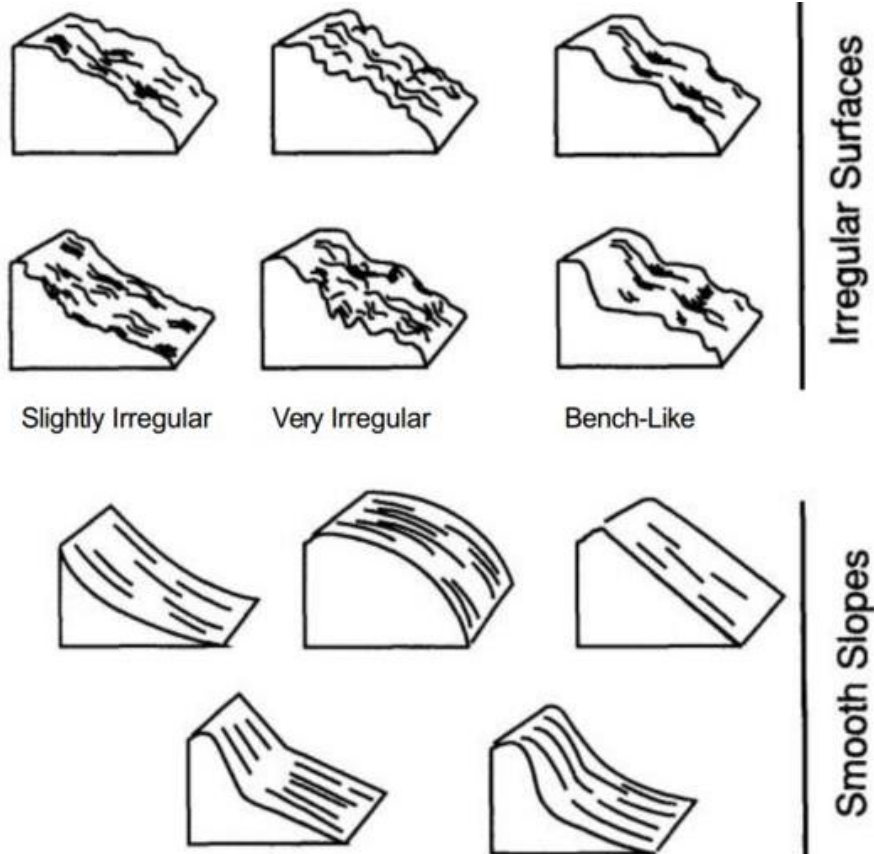 Irregular Surfaces
Slightly Irregular
Very Irregular
Bench-Like
Smooth Slopes